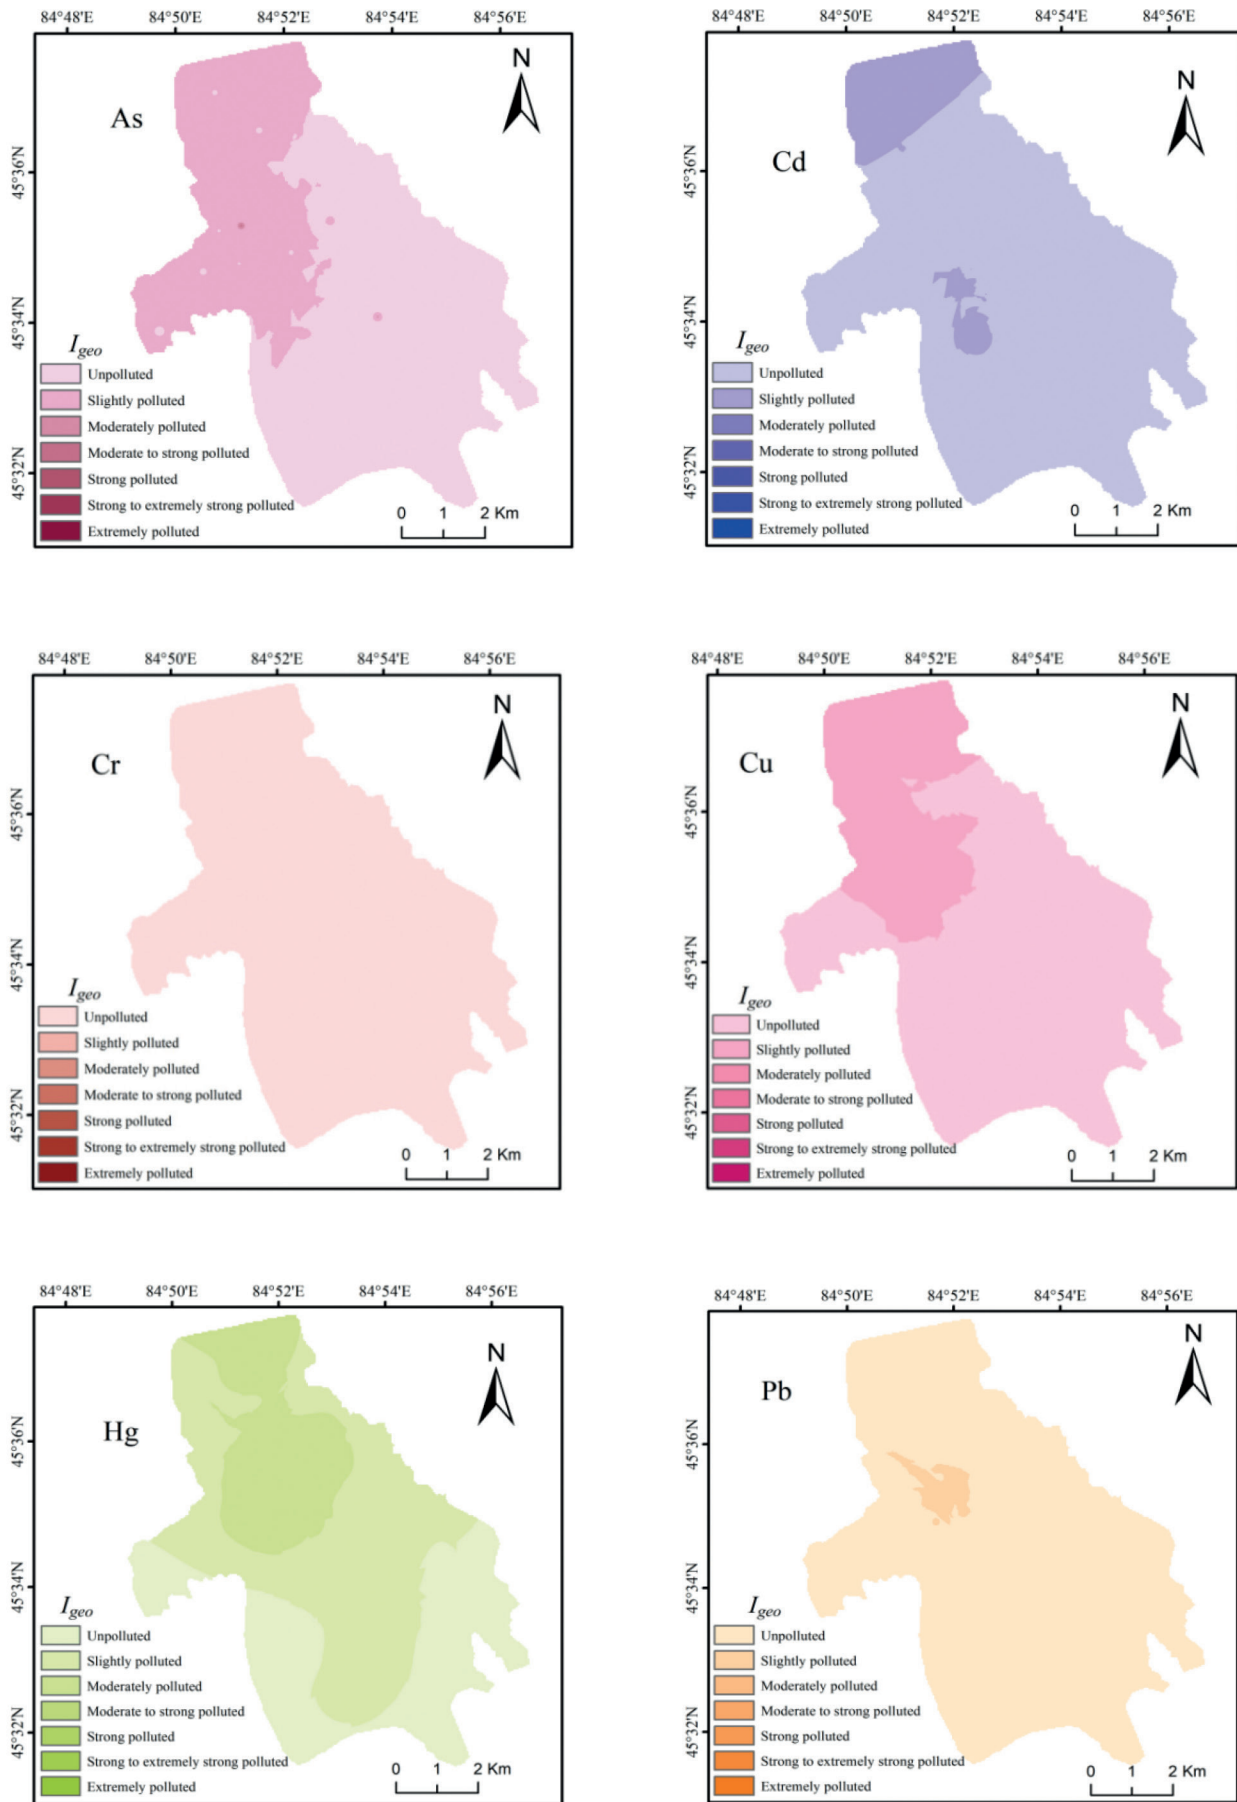 84°48'E 84°50'E 84°52'E 84°54'E 84°56'E
N
As
45°36'N
45°34'N
45°32'N
Igeo
Unpolluted
Slightly polluted
Moderately polluted
Moderate to strong polluted
Strong polluted
Strong to extremely strong polluted
Extremely polluted
0 1 2 Km
84°48'E 84°50'E 84°52'E 84°54'E 84°56'E
N
Cd
45°36'N
45°34'N
45°32'N
Igeo
Unpolluted
Slightly polluted
Moderately polluted
Moderate to strong polluted
Strong polluted
Strong to extremely strong polluted
Extremely polluted
0 1 2 Km
84°48'E 84°50'E 84°52'E 84°54'E 84°56'E
N
Cr
45°36'N
45°34'N
45°32'N
Igeo
Unpolluted
Slightly polluted
Moderately polluted
Moderate to strong polluted
Strong polluted
Strong to extremely strong polluted
Extremely polluted
0 1 2 Km
84°48'E 84°50'E 84°52'E 84°54'E 84°56'E
N
Cu
45°36'N
45°34'N
45°32'N
Igeo
Unpolluted
Slightly polluted
Moderately polluted
Moderate to strong polluted
Strong polluted
Strong to extremely strong polluted
Extremely polluted
0 1 2 Km
84°48'E 84°50'E 84°52'E 84°54'E 84°56'E
N
Hg
45°36'N
45°34'N
45°32'N
Igeo
Unpolluted
Slightly polluted
Moderately polluted
Moderate to strong polluted
Strong polluted
Strong to extremely strong polluted
Extremely polluted
0 1 2 Km
84°48'E 84°50'E 84°52'E 84°54'E 84°56'E
N
Pb
45°36'N
45°34'N
45°32'N
Igeo
Unpolluted
Slightly polluted
Moderately polluted
Moderate to strong polluted
Strong polluted
Strong to extremely strong polluted
Extremely polluted
0 1 2 Km